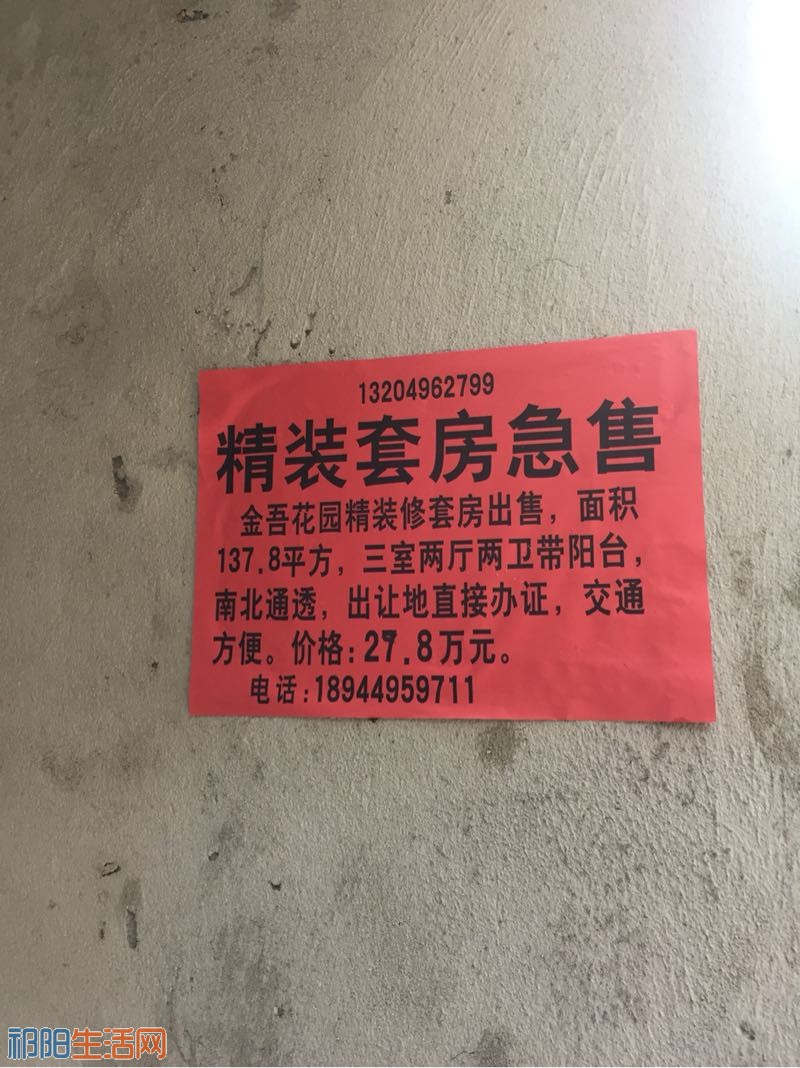 13204962799
精装套房急售
金吾花园精装修套房出售，面积
137.8平方，三室两厅两卫带阳台，
南北通透，出让地直接办证，交通
方便。价格：27.8万元。
电话：18944959711
祁阳生活网